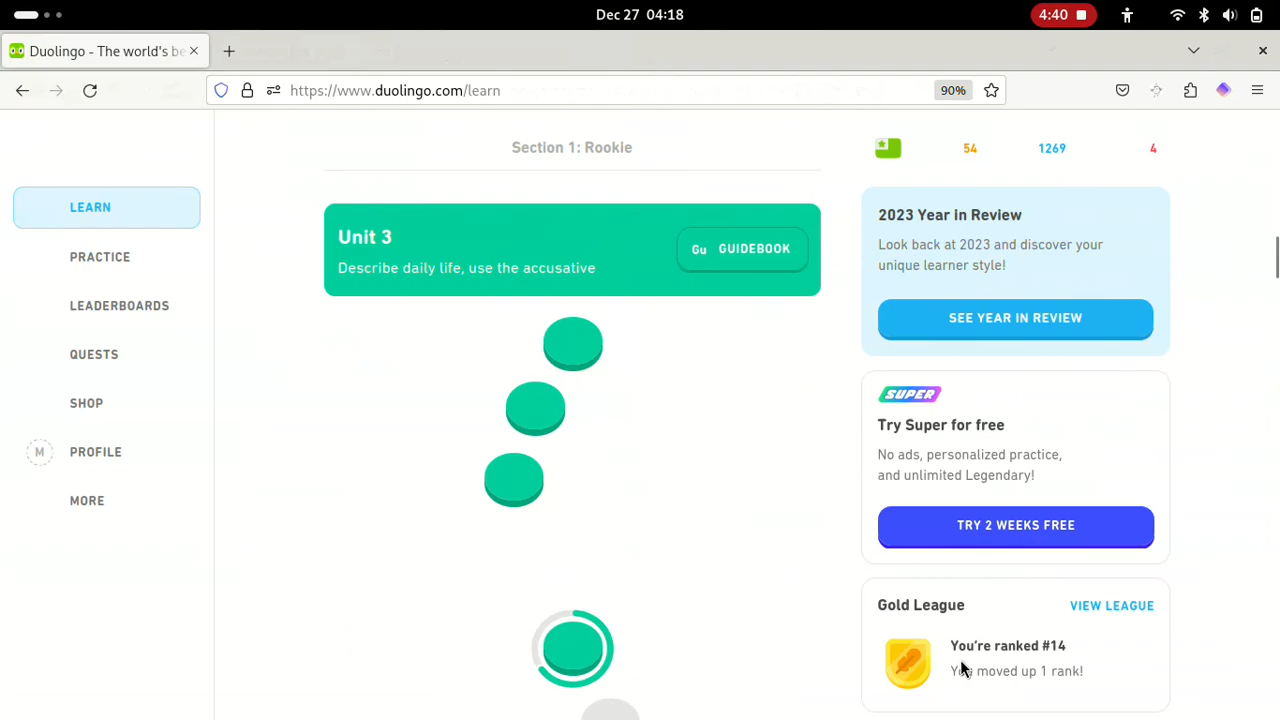 Dec 27 04:18
4:40
Duolingo - The world's be
https://www.duolingo.com/learn
90%
LEARN
PRACTICE
LEADERBOARDS
QUESTS
SHOP
M PROFILE
MORE
Section 1: Rookie
Unit 3
Describe daily life, use the accusative
Gu GUIDEBOOK
54 1269 4
2023 Year in Review
Look back at 2023 and discover your
unique learner style!
SEE YEAR IN REVIEW
SUPER
Try Super for free
No ads, personalized practice,
and unlimited Legendary!
TRY 2 WEEKS FREE
Gold League
VIEW LEAGUE
You're ranked #14
You moved up 1 rank!